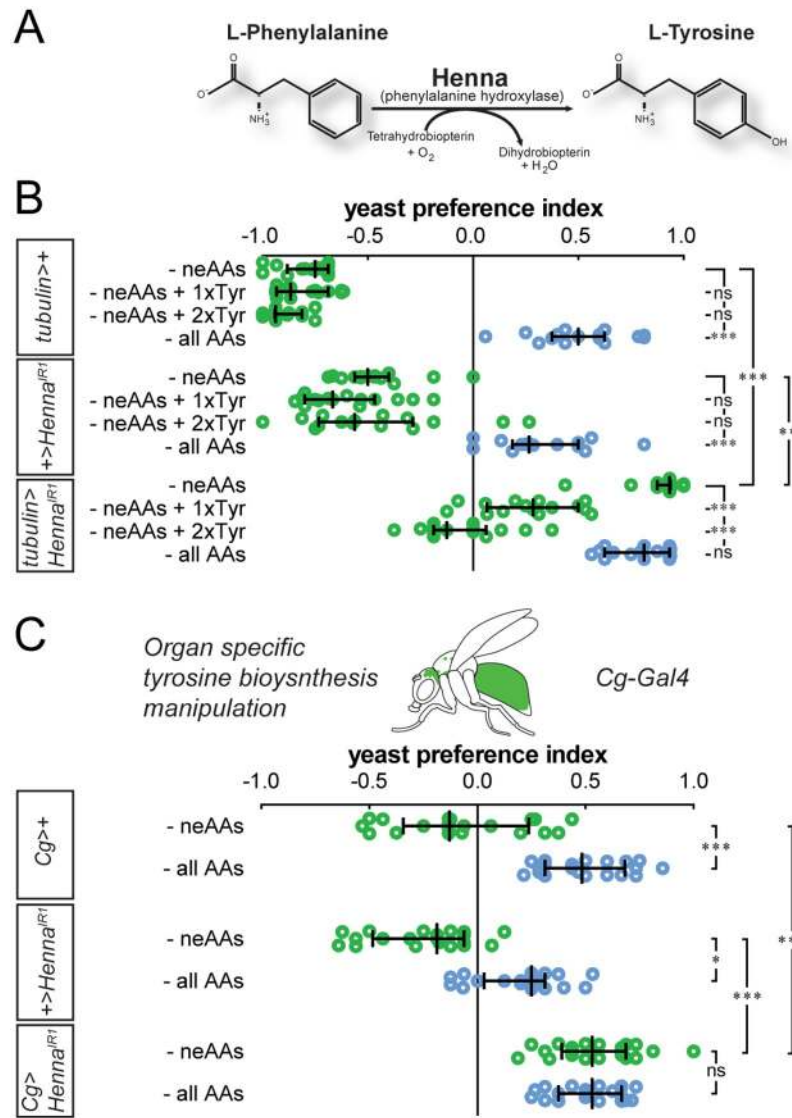 A
L-Phenylalanine
L-Tyrosine
Henna
(phenylalanine hydroxylase)
O
O-
NH3+
Tetrahydrobiopterin
+ O2
Dihydrobiopterin
+ H2O
O
O-
NH3+
OH
B
yeast preference index
-1.0 -0.5 0.0 0.5 1.0
tubulin>+
- neAAs
- neAAs + 1xTyr
- neAAs + 2xTyr
- all AAs
ns
ns
***
+>HennaIR1
- neAAs
- neAAs + 1xTyr
- neAAs + 2xTyr
- all AAs
ns
ns
***
tubulin>
HennaIR1
- neAAs
- neAAs + 1xTyr
- neAAs + 2xTyr
- all AAs
***
***
ns
***
**
C
Organ specific
tyrosine bioysnthesis
manipulation
Cg-Gal4
yeast preference index
-1.0 -0.5 0.0 0.5 1.0
Cg>+
- neAAs
- all AAs
***
+>HennaIR1
- neAAs
- all AAs
*
Cg>
HennaIR1
- neAAs
- all AAs
ns
***
**